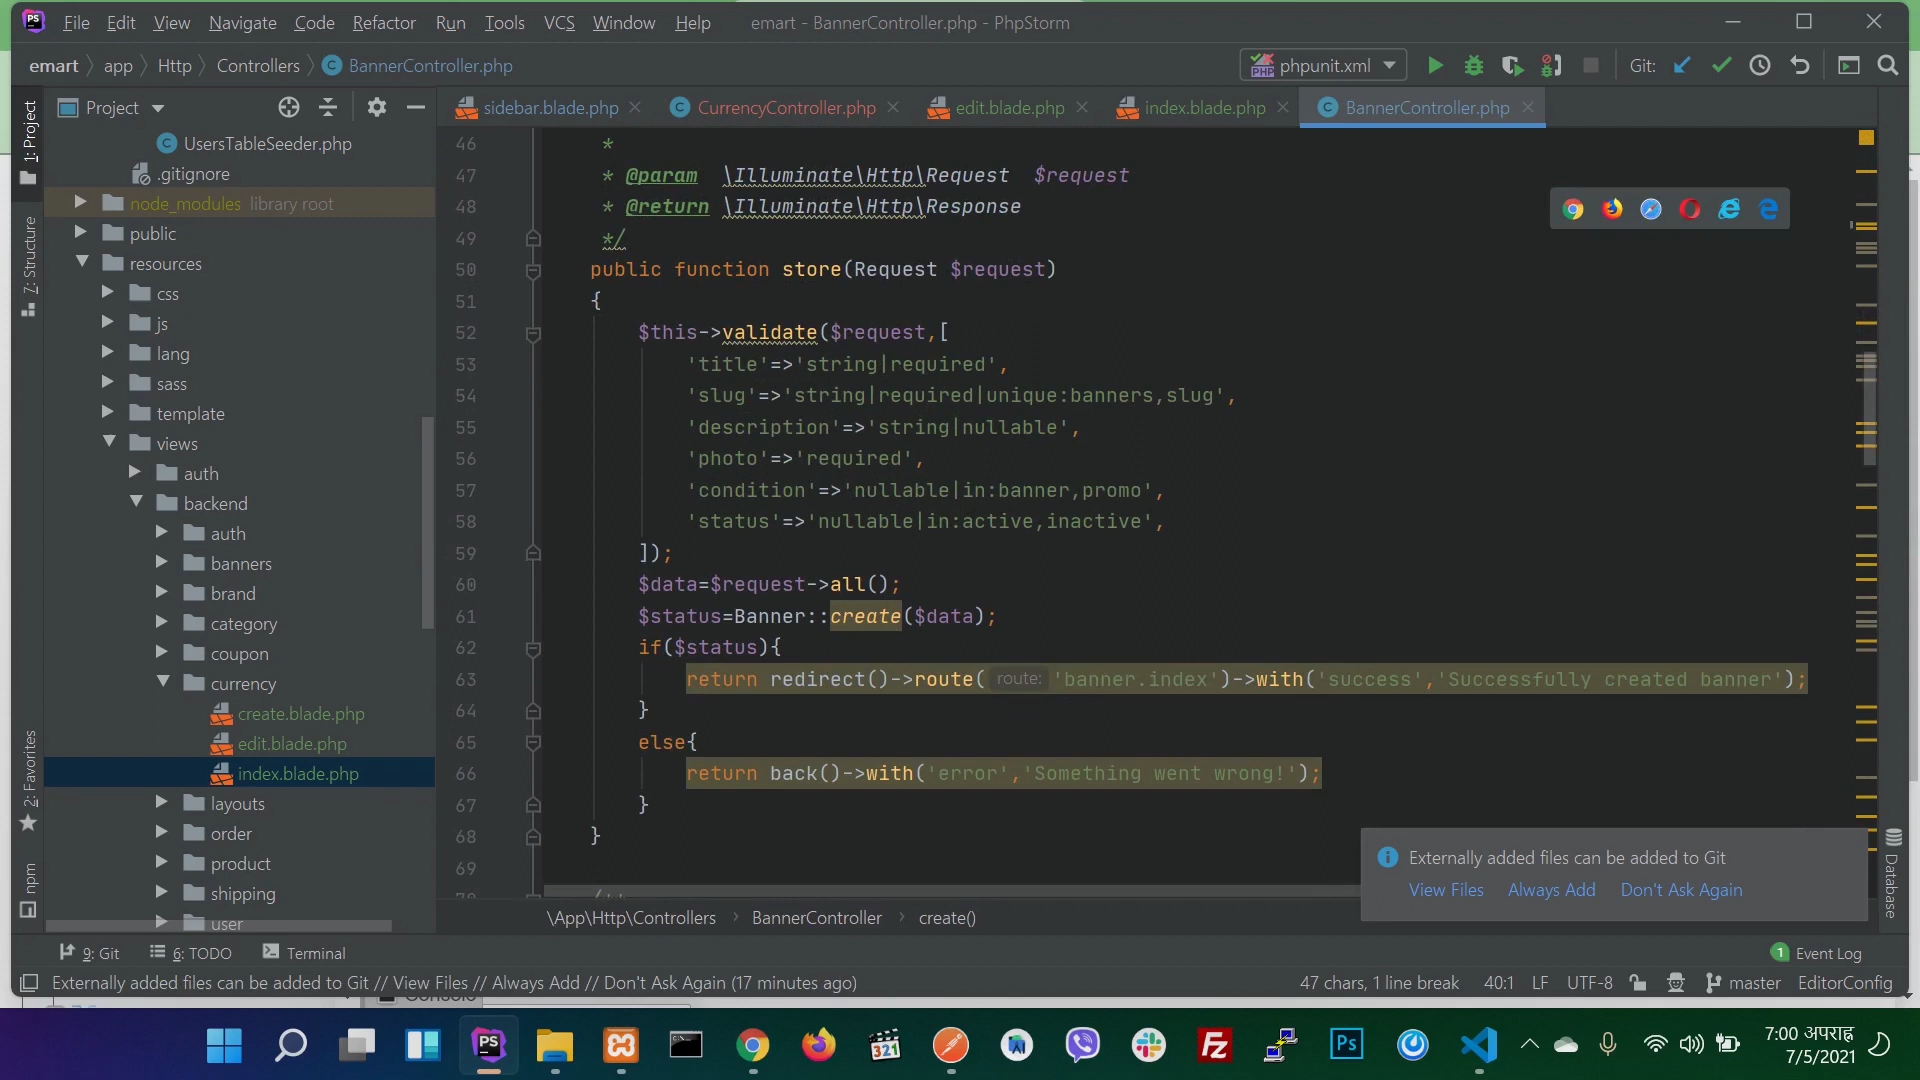 PS File Edit View Navigate Code Refactor Run Tools VCS Window Help emart - BannerController.php - PhpStorm
emart app Http Controllers BannerController.php phpunit.xml Git:
Project
sidebar.blade.php CurrencyController.php edit.blade.php index.blade.php BannerController.php
1: Project
7: Structure
2: Favorites
npm
UsersTableSeeder.php
.gitignore
node_modules library root
public
resources
css
js
lang
sass
template
views
auth
backend
auth
banners
brand
category
coupon
currency
create.blade.php
edit.blade.php
index.blade.php
layouts
order
product
shipping
user
46 *
47 * @param \Illuminate\Http\Request $request
48 * @return \Illuminate\Http\Response
49 */
50 public function store(Request $request)
51 {
52 $this->validate($request,[
53 'title'=>'string|required',
54 'slug'=>'string|required|unique:banners,slug',
55 'description'=>'string|nullable',
56 'photo'=>'required',
57 'condition'=>'nullable|in:banner,promo',
58 'status'=>'nullable|in:active,inactive',
59 ]);
60 $data=$request->all();
61 $status=Banner::create($data);
62 if($status){
63 return redirect()->route( route: 'banner.index')->with('success','Successfully created banner');
64 }
65 else{
66 return back()->with('error','Something went wrong!');
67 }
68 }
69
Externally added files can be added to Git
View Files Always Add Don't Ask Again
Database
\App\Http\Controllers BannerController create()
9: Git 6: TODO Terminal 1 Event Log
Externally added files can be added to Git // View Files // Always Add // Don't Ask Again (17 minutes ago) 47 chars, 1 line break 40:1 LF UTF-8 master EditorConfig
Console
PS 321 Fz Ps
7:00 अपराह्न
7/5/2021